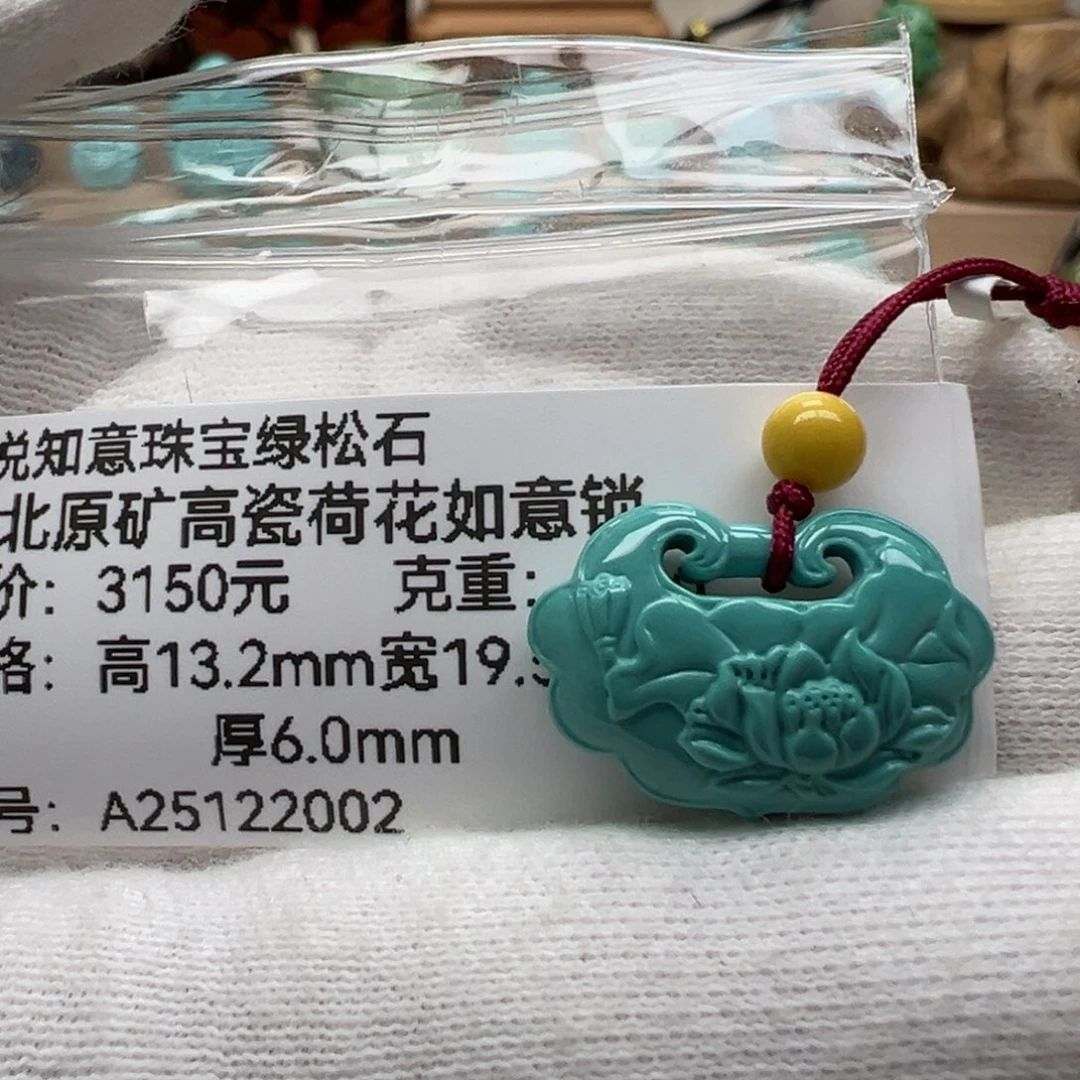 悦知意珠宝绿松石
北原矿高瓷荷花如意锁
价：3150元 克重：
格：高13.2mm宽19.
厚6.0mm
号：A25122002